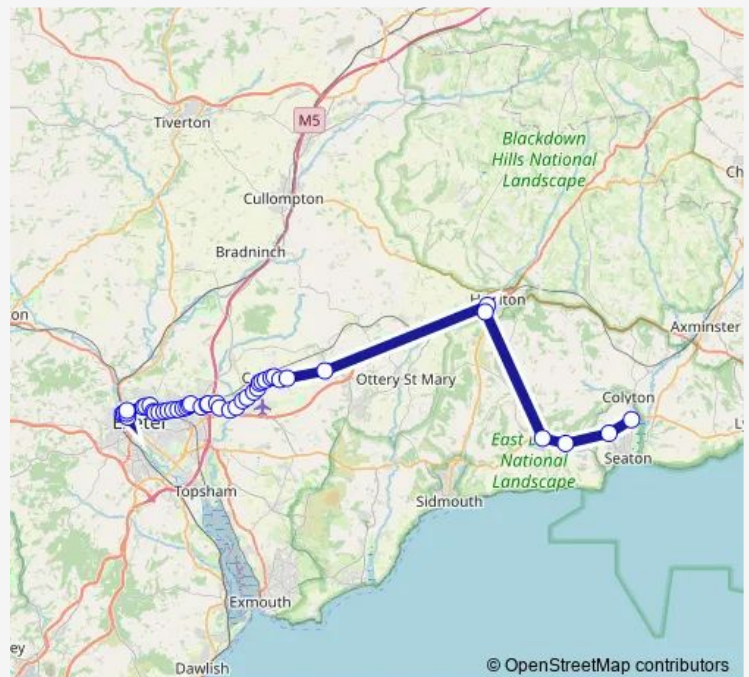 Tiverton
M5
Blackdown
Hills National
Landscape
Cullompton
Bradninch
Axminster
Ottery St Mary
Colyton
National
Landscape
Seaton
Sidmouth
Topsham
Exmouth
Dawlish
© OpenStreetMap contributors